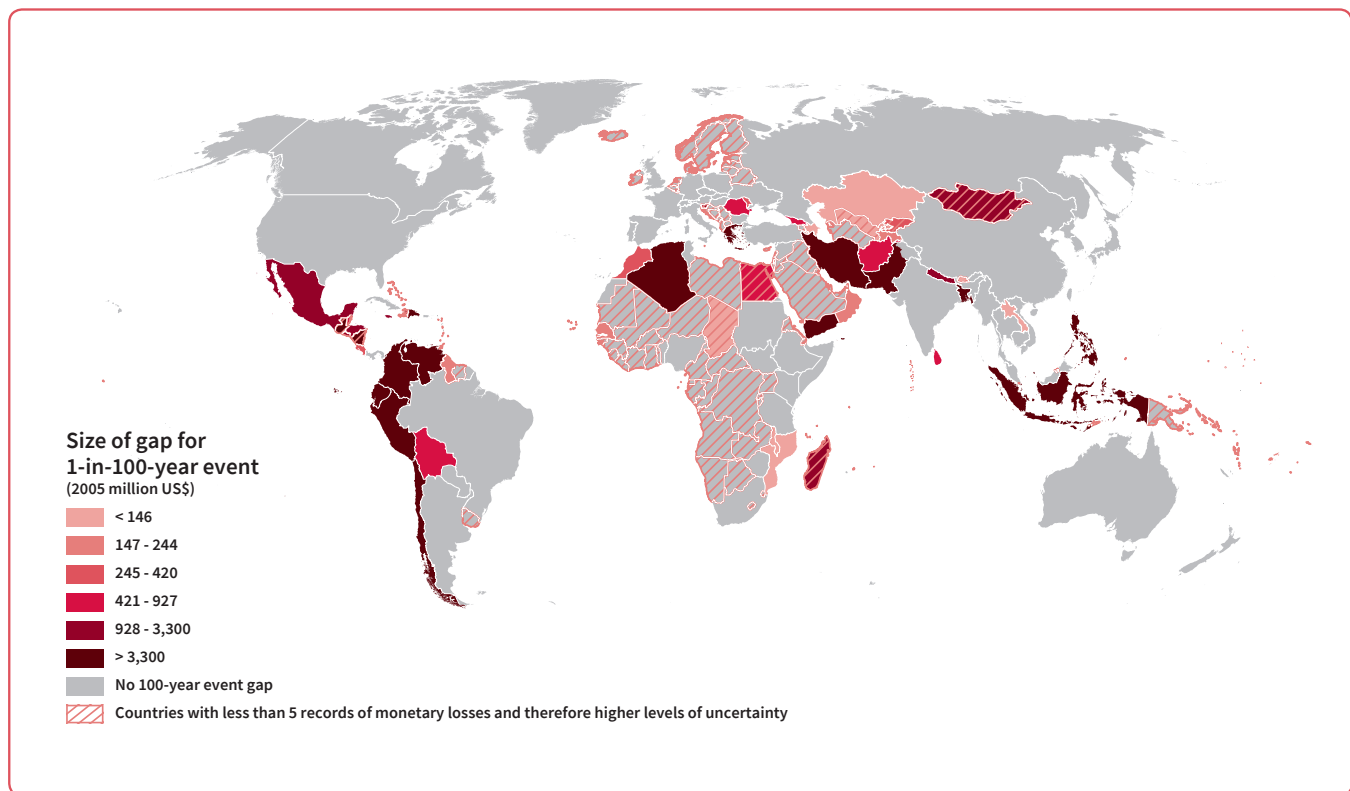 Size of gap for
1-in-100-year event
(2005 million US$)
< 146
147 - 244
245 - 420
421 - 927
928 - 3,300
> 3,300
No 100-year event gap
Countries with less than 5 records of monetary losses and therefore higher levels of uncertainty